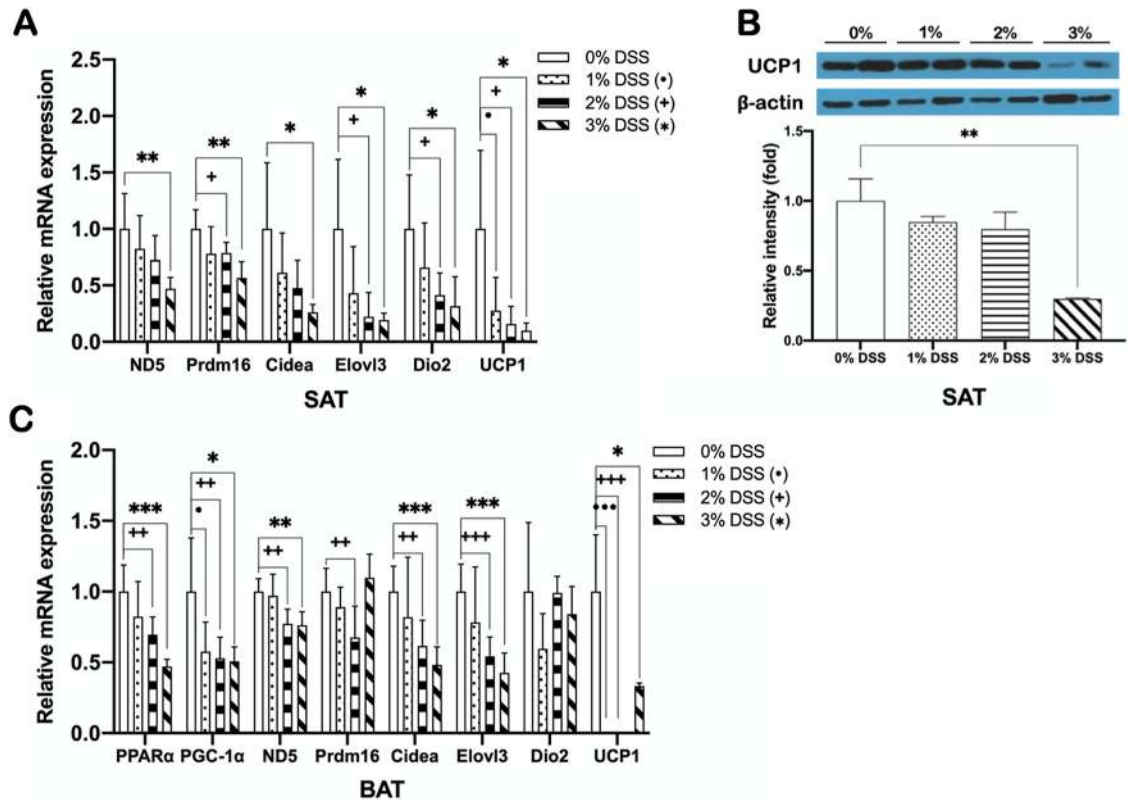 A
2.5
2.0
1.5
1.0
0.5
0.0
Relative mRNA expression
** ** * * * *
+ + + + •
0% DSS
1% DSS (•)
2% DSS (+)
3% DSS (*)
ND5 Prdm16 Cidea Elovl3 Dio2 UCP1
SAT
B
0% 1% 2% 3%
UCP1
β-actin
1.5
1.0
0.5
0.0
Relative intensity (fold)
**
0% DSS 1% DSS 2% DSS 3% DSS
SAT
C
2.0
1.5
1.0
0.5
0.0
Relative mRNA expression
*** * ** *** *** *
++ ++ • ++ ++ ++ +++ +++ •••
0% DSS
1% DSS (•)
2% DSS (+)
3% DSS (*)
PPARα PGC-1α ND5 Prdm16 Cidea Elovl3 Dio2 UCP1
BAT